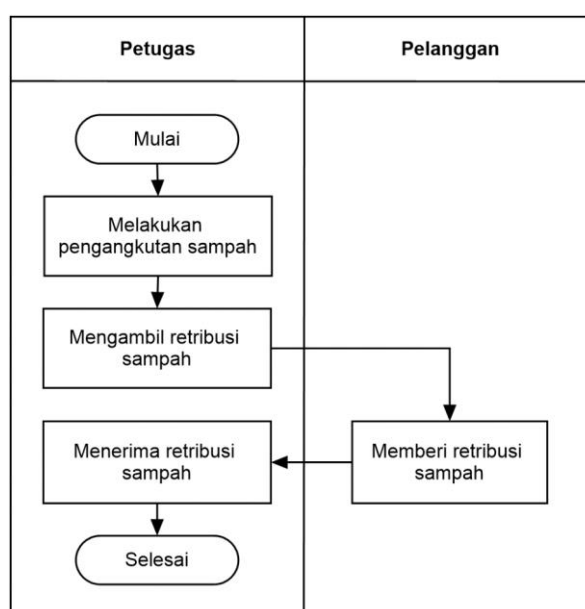 Petugas
Pelanggan
Mulai
Melakukan
pengangkutan sampah
Mengambil retribusi
sampah
Menerima retribusi
sampah
Memberi retribusi
sampah
Selesai